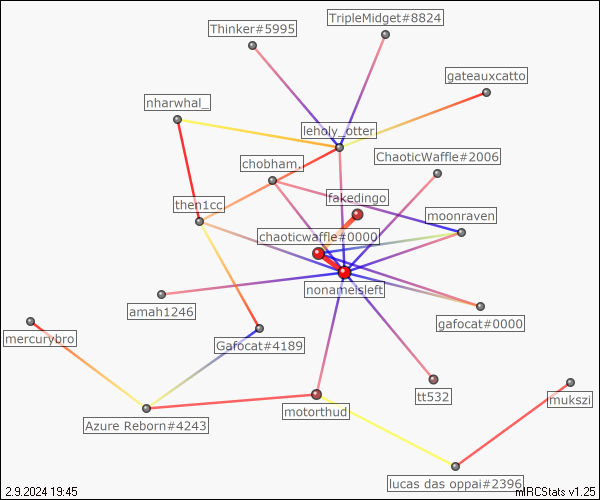 TripleMidget#8824
Thinker#5995
gateauxcatto
nharwhal_
leholy_otter
ChaoticWaffle#2006
chobham.
fakedingo
then1cc
moonraven
chaoticwaffle#0000
nonameisleft
amah1246
gafocat#0000
mercurybro
Gafocat#4189
tt532
mukszi
motorthud
Azure Reborn#4243
lucas das oppai#2396
2.9.2024 19:45
mIRCStats v1.25